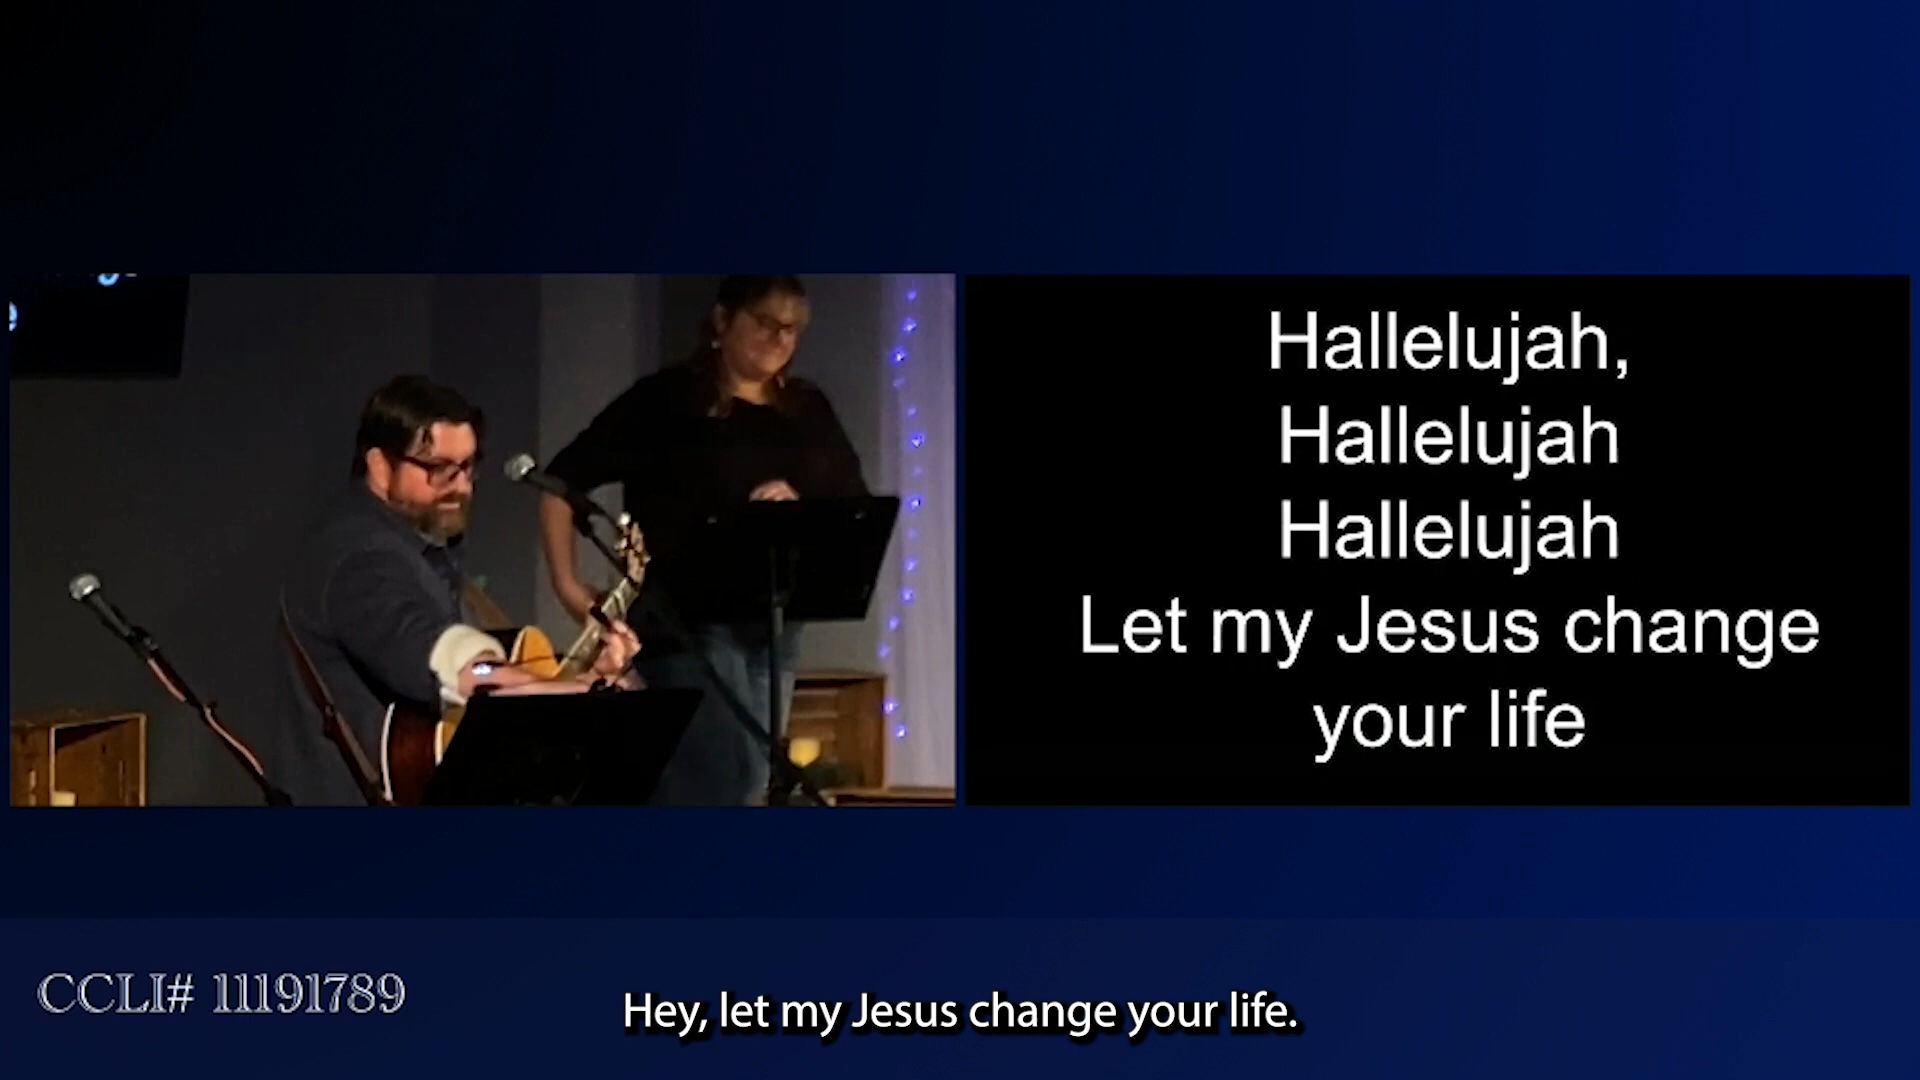 Hallelujah,
Hallelujah
Hallelujah
Let my Jesus change
your life
CCLI# 11191789
Hey, let my Jesus change your life.